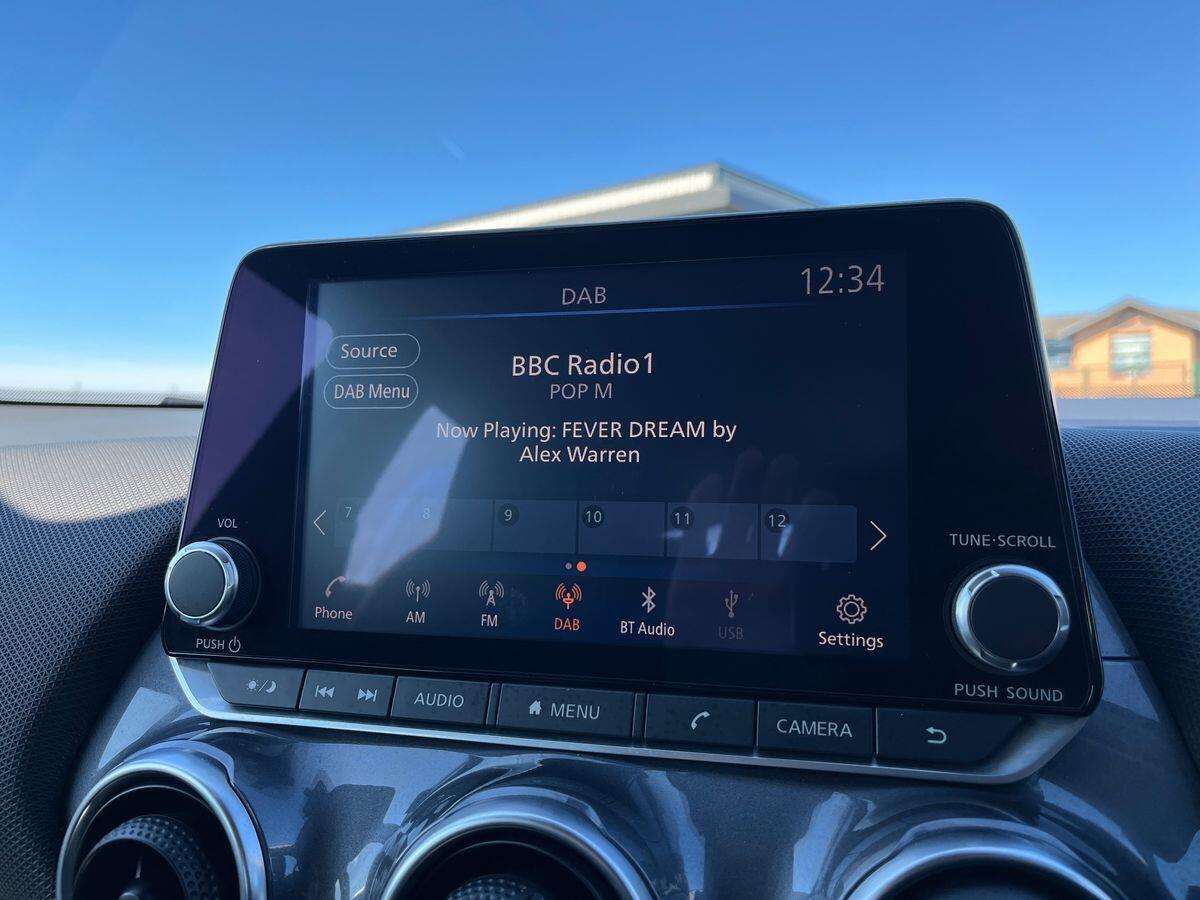 DAB
12:34
Source
DAB Menu
BBC Radio1
POP M
Now Playing: FEVER DREAM by
Alex Warren
7 8 9 10 11 12
Phone AM FM DAB BT Audio USB Settings
VOL
PUSH
TUNE·SCROLL
PUSH SOUND
AUDIO
MENU
CAMERA